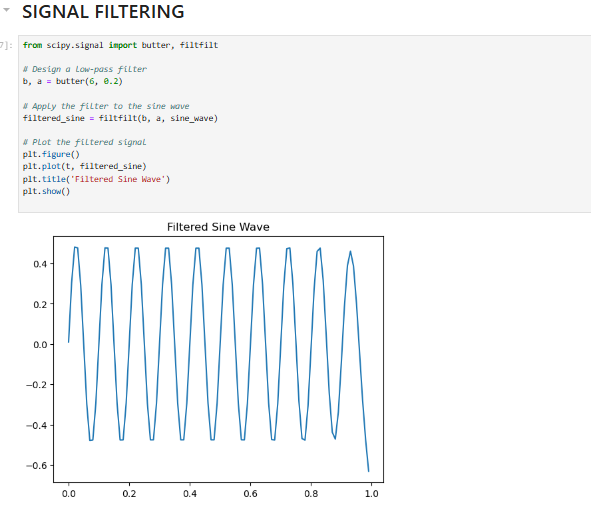 SIGNAL FILTERING
7]:
from scipy.signal import butter, filtfilt
# Design a low-pass filter
b, a = butter(6, 0.2)
# Apply the filter to the sine wave
filtered_sine = filtfilt(b, a, sine_wave)
# Plot the filtered signal
plt.figure()
plt.plot(t, filtered_sine)
plt.title('Filtered Sine Wave')
plt.show()
Filtered Sine Wave
0.4
0.2
0.0
−0.2
−0.4
−0.6
0.0 0.2 0.4 0.6 0.8 1.0